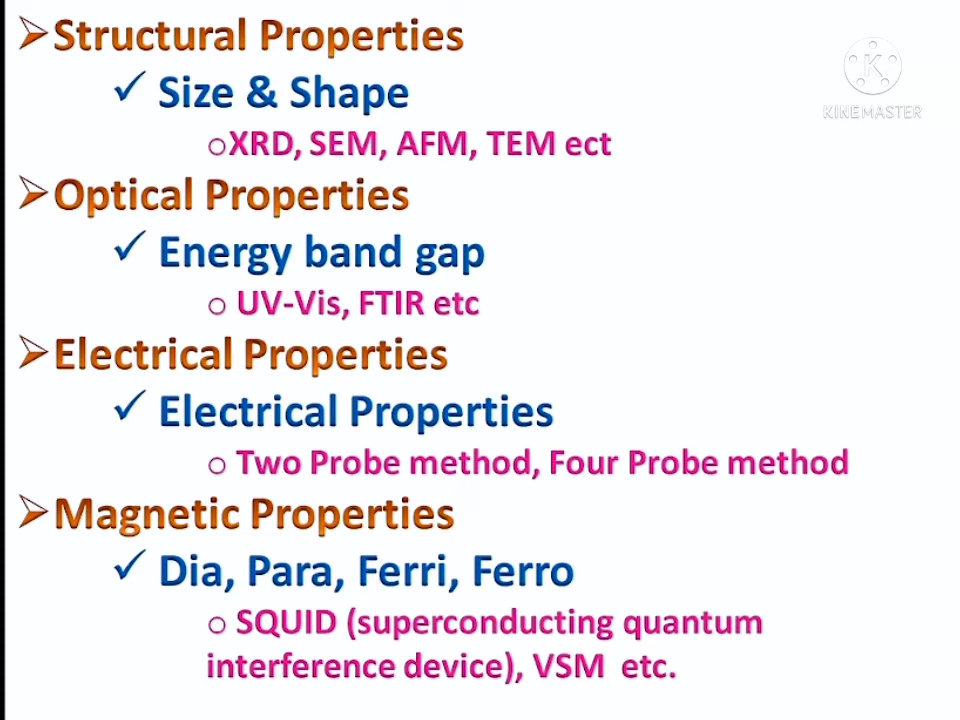 Structural Properties
Size & Shape
XRD, SEM, AFM, TEM ect
KINEMASTER
Optical Properties
Energy band gap
UV-Vis, FTIR etc
Electrical Properties
Electrical Properties
Two Probe method, Four Probe method
Magnetic Properties
Dia, Para, Ferri, Ferro
SQUID (superconducting quantum
interference device), VSM etc.